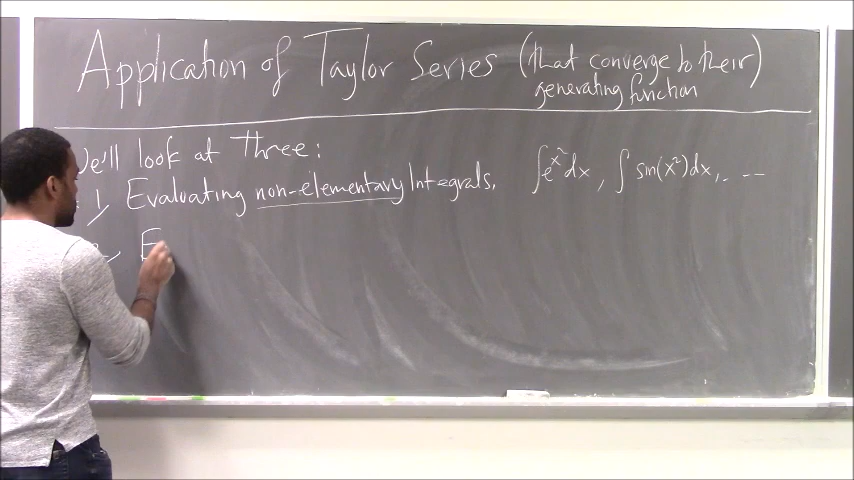 Application of Taylor Series (that converge to their)
generating function
We'll look at Three:
1, Evaluating non-elementary Integrals. ∫e^{x²}dx, ∫sin(x²)dx, . - --
2, E